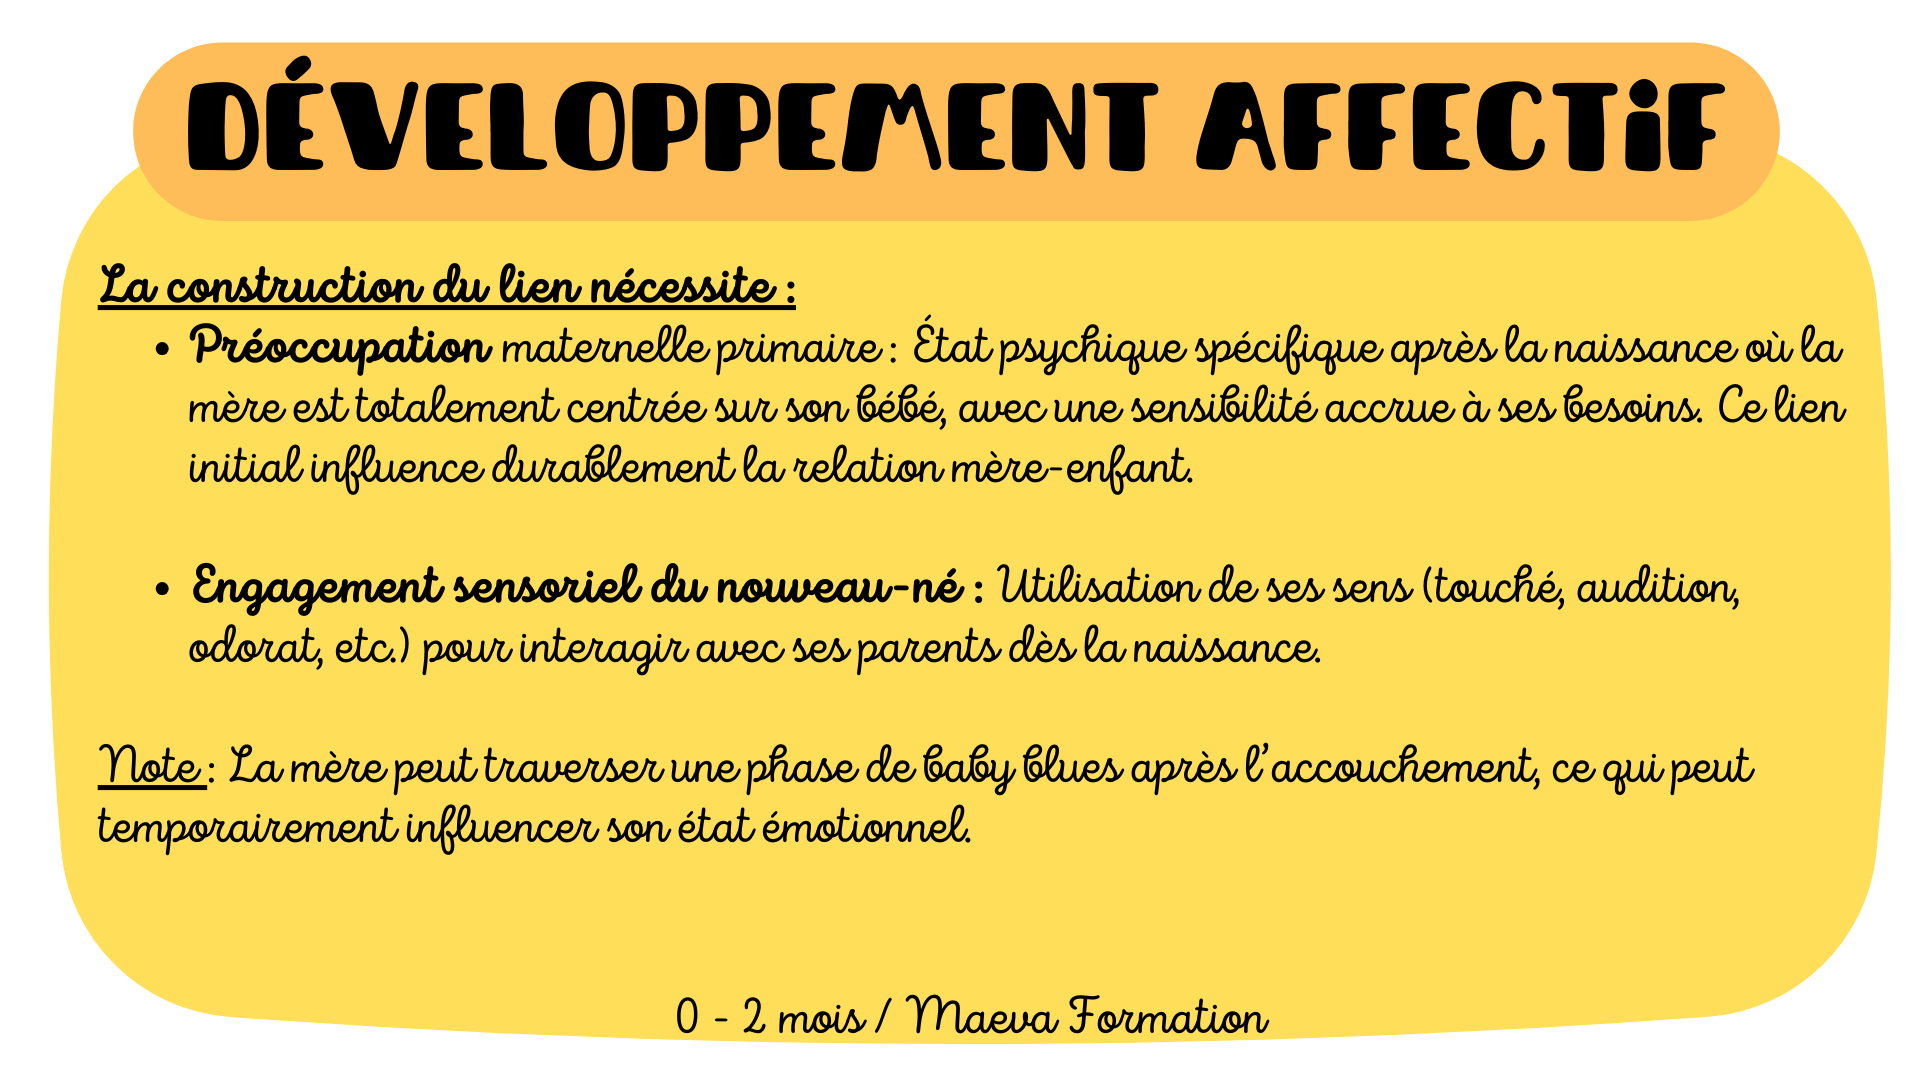 DÉVELOPPEMENT AFFECTiF
La construction du lien nécessite :
• Préoccupation maternelle primaire : État psychique spécifique après la naissance où la
mère est totalement centrée sur son bébé, avec une sensibilité accrue à ses besoins. Ce lien
initial influence durablement la relation mère-enfant.
• Engagement sensoriel du nouveau-né : Utilisation de ses sens (touché, audition,
odorat, etc.) pour interagir avec ses parents dès la naissance.
Note : La mère peut traverser une phase de baby blues après l’accouchement, ce qui peut
temporairement influencer son état émotionnel.
0 - 2 mois / Maeva Formation